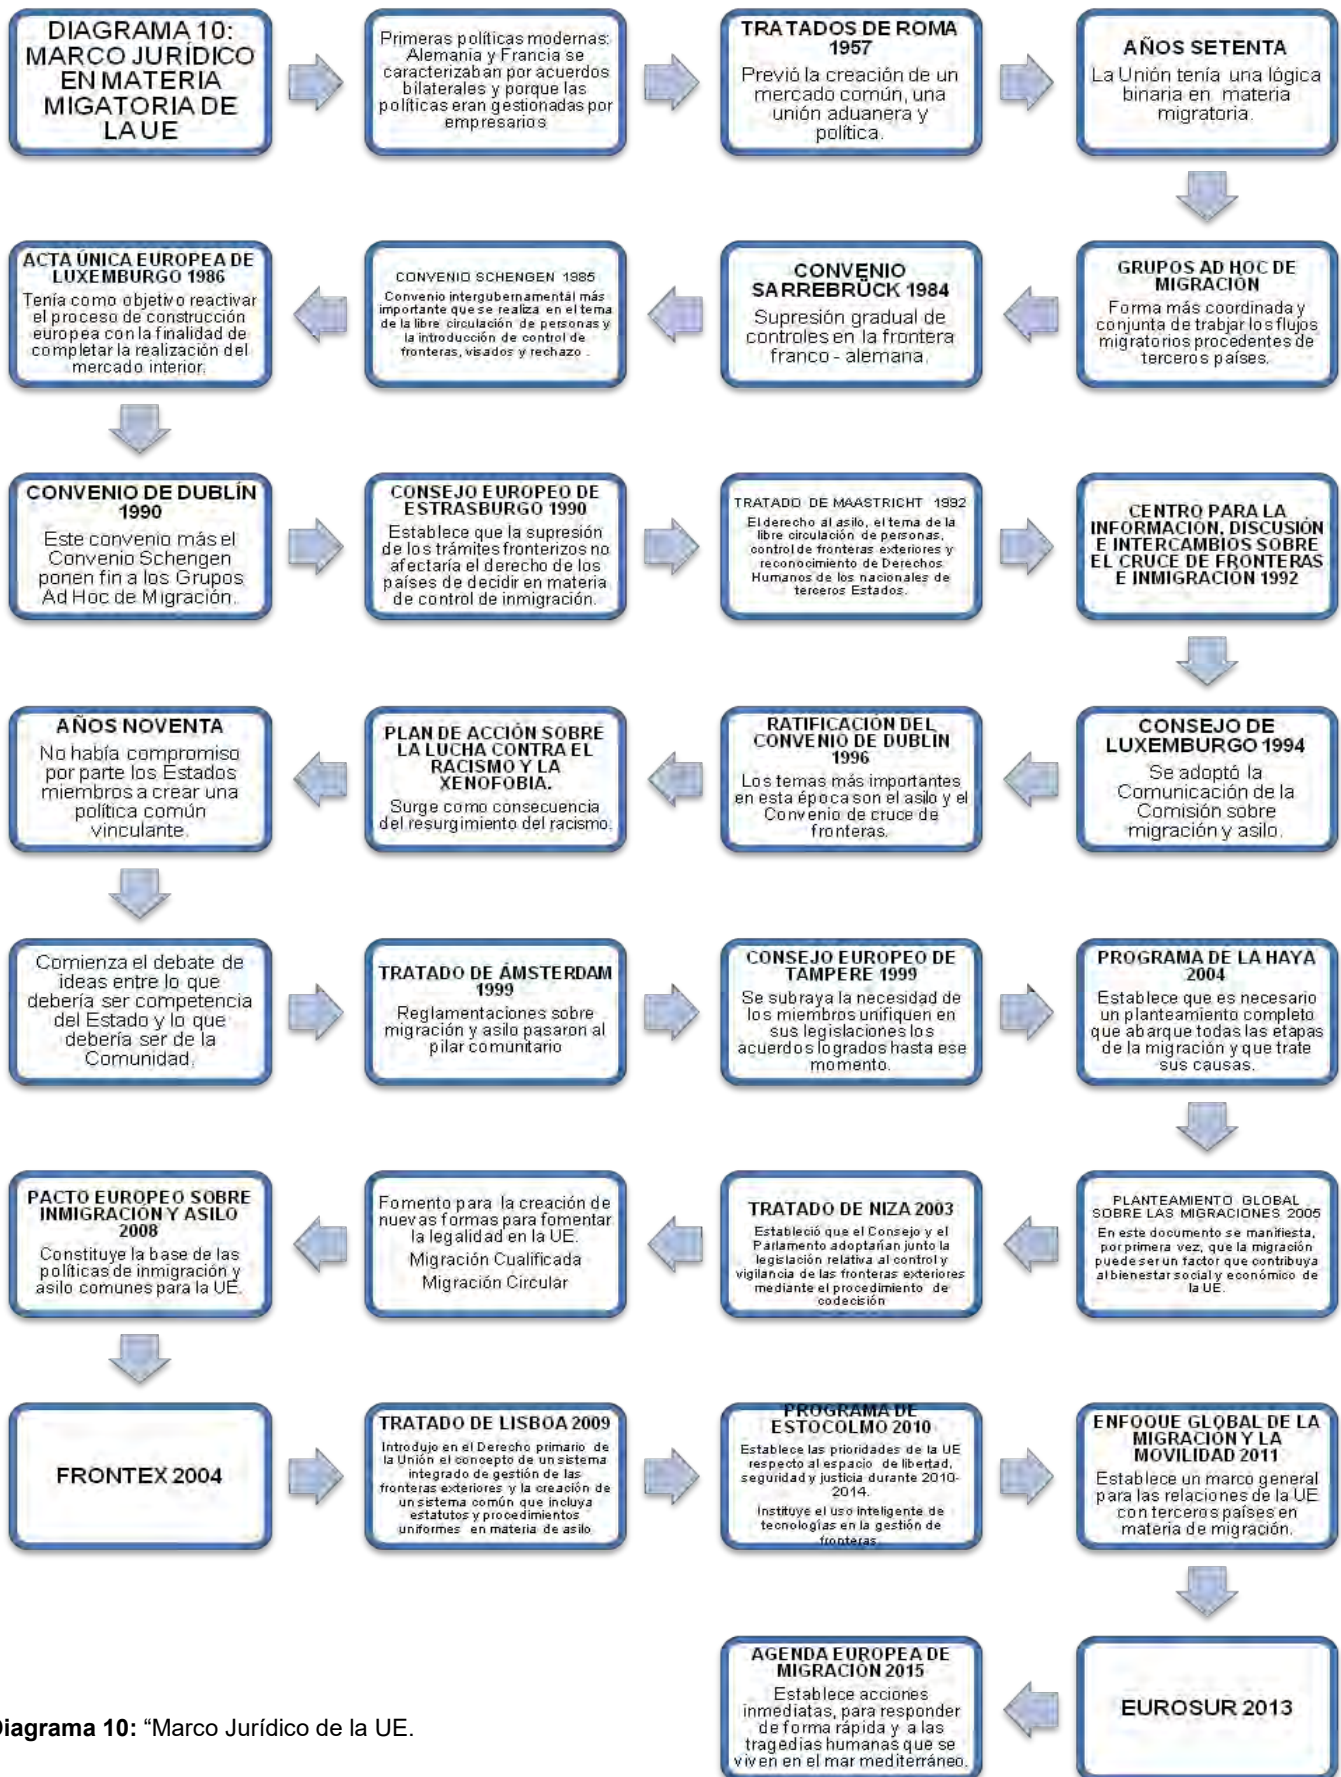 DIAGRAMA 10:
MARCO JURÍDICO
EN MATERIA
MIGATORIA DE
LA UE
Primeras políticas modernas:
Alemania y Francia se
caracterizaban por acuerdos
bilaterales y porque las
políticas eran gestionadas por
empresarios
TRATADOS DE ROMA
1957
Previó la creación de un
mercado común, una
unión aduanera y
política.
AÑOS SETENTA
La Unión tenía una lógica
binaria en materia
migratoria.
GRUPOS AD HOC DE
MIGRACIÓN
Forma más coordinada y
conjunta de trabjar los flujos
migratorios procedentes de
terceros países.
CONVENIO
SARREBRÜCK 1984
Supresión gradual de
controles en la frontera
franco - alemana.
CONVENIO SCHENGEN 1985
Convenio intergubernamental más
importante que se realiza en el tema
de la libre circulación de personas y
la introducción de control de
fronteras, visados y rechazo .
ACTA ÚNICA EUROPEA DE
LUXEMBURGO 1986
Tenía como objetivo reactivar
el proceso de construcción
europea con la finalidad de
completar la realización del
mercado interior.
CONVENIO DE DUBLÍN
1990
Este convenio más el
Convenio Schengen
ponen fin a los Grupos
Ad Hoc de Migración.
CONSEJO EUROPEO DE
ESTRASBURGO 1990
Establece que la supresión
de los trámites fronterizos no
afectaría el derecho de los
países de decidir en materia
de control de inmigración.
TRATADO DE MAASTRICHT 1992
El derecho al asilo, el tema de la
libre circulación de personas,
control de fronteras exteriores y
reconocimiento de Derechos
Humanos de los nacionales de
terceros Estados.
CENTRO PARA LA
INFORMACIÓN, DISCUSIÓN
E INTERCAMBIOS SOBRE
EL CRUCE DE FRONTERAS
E INMIGRACIÓN 1992
CONSEJO DE
LUXEMBURGO 1994
Se adoptó la
Comunicación de la
Comisión sobre
migración y asilo.
RATIFICACIÓN DEL
CONVENIO DE DUBLIN
1996
Los temas más importantes
en esta época son el asilo y el
Convenio de cruce de
fronteras.
PLAN DE ACCIÓN SOBRE
LA LUCHA CONTRA EL
RACISMO Y LA
XENOFOBIA.
Surge como consecuencia
del resurgimiento del racismo.
AÑOS NOVENTA
No había compromiso
por parte los Estados
miembros a crear una
política común
vinculante.
Comienza el debate de
ideas entre lo que
debería ser competencia
del Estado y lo que
debería ser de la
Comunidad.
TRATADO DE ÁMSTERDAM
1999
Reglamentaciones sobre
migración y asilo pasaron al
pilar comunitario
CONSEJO EUROPEO DE
TAMPERE 1999
Se subraya la necesidad de
los miembros unifiquen en
sus legislaciones los
acuerdos logrados hasta ese
momento.
PROGRAMA DE LA HAYA
2004
Establece que es necesario
un planteamiento completo
que abarque todas las etapas
de la migración y que trate
sus causas.
PLANTEAMIENTO GLOBAL
SOBRE LAS MIGRACIONES 2005
En este documento se manifiesta,
por primera vez, que la migración
puede ser un factor que contribuya
al bienestar social y económico de
la UE.
TRATADO DE NIZA 2003
Estableció que el Consejo y el
Parlamento adoptarían junto la
legislación relativa al control y
vigilancia de las fronteras exteriores
mediante el procedimiento de
codecisión
Fomento para la creación de
nuevas formas para fomentar
la legalidad en la UE.
Migración Cualificada
Migración Circular
PACTO EUROPEO SOBRE
INMIGRACIÓN Y ASILO
2008
Constituye la base de las
políticas de inmigración y
asilo comunes para la UE.
FRONTEX 2004
TRATADO DE LISBOA 2009
Introdujo en el Derecho primario de
la Unión el concepto de un sistema
integrado de gestión de las
fronteras exteriores y la creación de
un sistema común que incluya
estatutos y procedimientos
uniformes en materia de asilo
PROGRAMA DE
ESTOCOLMO 2010
Establece las prioridades de la UE
respecto al espacio de libertad,
seguridad y justicia durante 2010-
2014.
Instituye el uso inteligente de
tecnologías en la gestión de
fronteras.
ENFOQUE GLOBAL DE LA
MIGRACIÓN Y LA
MOVILIDAD 2011
Establece un marco general
para las relaciones de la UE
con terceros países en
materia de migración.
EUROSUR 2013
AGENDA EUROPEA DE
MIGRACIÓN 2015
Establece acciones
inmediatas, para responder
de forma rápida y a las
tragedias humanas que se
viven en el mar mediterráneo.
Diagrama 10: “Marco Jurídico de la UE.